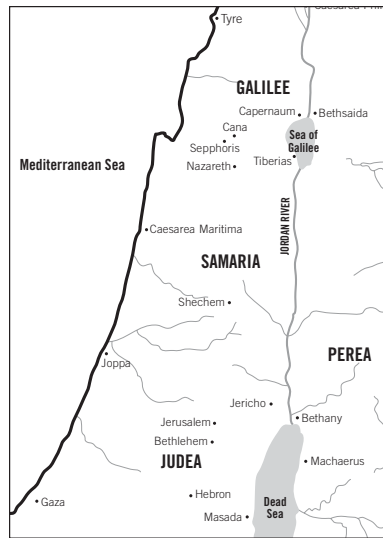 Tyre
GALILEE
Capernaum
Bethsaida
Cana
Sea of
Galilee
Sepphoris
Tiberias
Nazareth
Mediterranean Sea
JORDAN RIVER
Caesarea Maritima
SAMARIA
Shechem
PEREA
Joppa
Jericho
Bethany
Jerusalem
Bethlehem
JUDEA
Machaerus
Hebron
Gaza
Dead
Sea
Masada